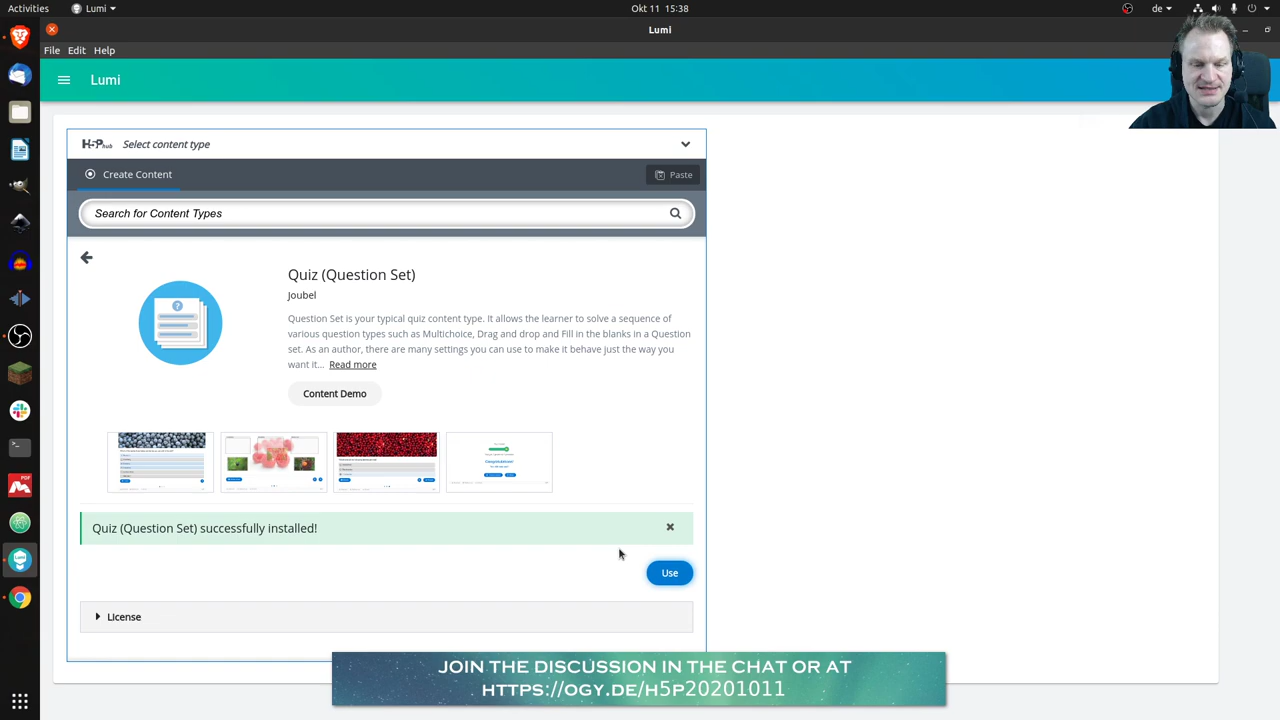 Activities
Okt 11 15:38
de
Lumi
File Edit Help
Lumi
H5P hub Select content type
Create Content
Paste
Search for Content Types
Quiz (Question Set)
Joubel
Question Set is your typical quiz content type. It allows the learner to solve a sequence of
various question types such as Multichoice, Drag and drop and Fill in the blanks in a Question
set. As an author, there are many settings you can use to make it behave just the way you
want it... Read more
Content Demo
Quiz (Question Set) successfully installed!
Use
License
JOIN THE DISCUSSION IN THE CHAT OR AT
HTTPS://OGY.DE/H5P20201011